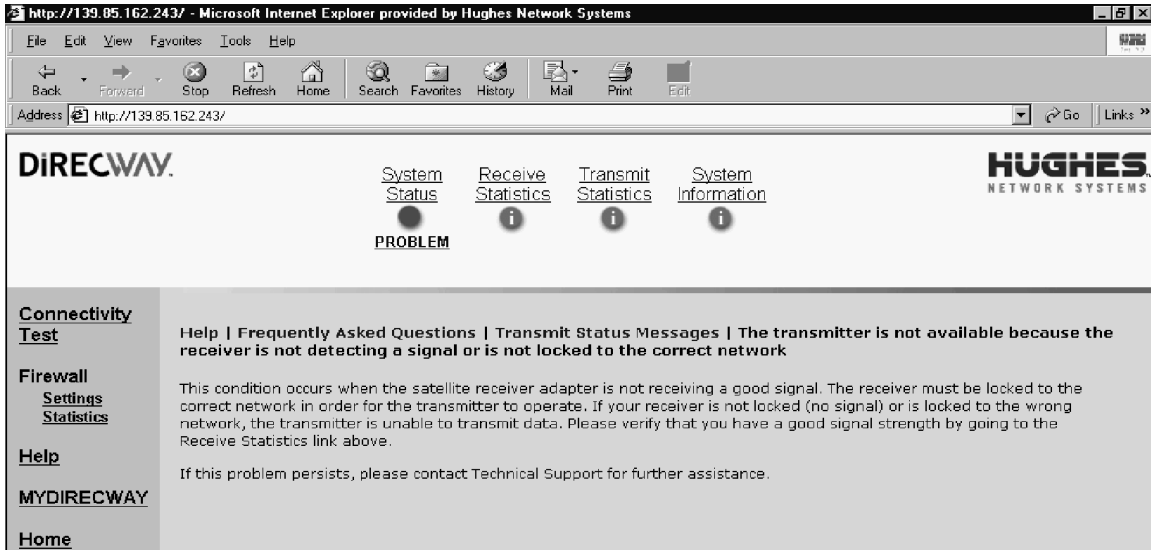 http://139.85.162.243/ - Microsoft Internet Explorer provided by Hughes Network Systems
File Edit View Favorites Tools Help
Back Forward Stop Refresh Home Search Favorites History Mail Print Edit
Address http://139.85.162.243/ Go Links »
DiRECWAY.
System Status
PROBLEM
Receive Statistics
i
Transmit Statistics
i
System Information
i
HUGHES
NETWORK SYSTEMS
Connectivity
Test
Firewall
Settings
Statistics
Help
MYDIRECWAY
Home
Help | Frequently Asked Questions | Transmit Status Messages | The transmitter is not available because the
receiver is not detecting a signal or is not locked to the correct network
This condition occurs when the satellite receiver adapter is not receiving a good signal. The receiver must be locked to the
correct network in order for the transmitter to operate. If your receiver is not locked (no signal) or is locked to the wrong
network, the transmitter is unable to transmit data. Please verify that you have a good signal strength by going to the
Receive Statistics link above.
If this problem persists, please contact Technical Support for further assistance.